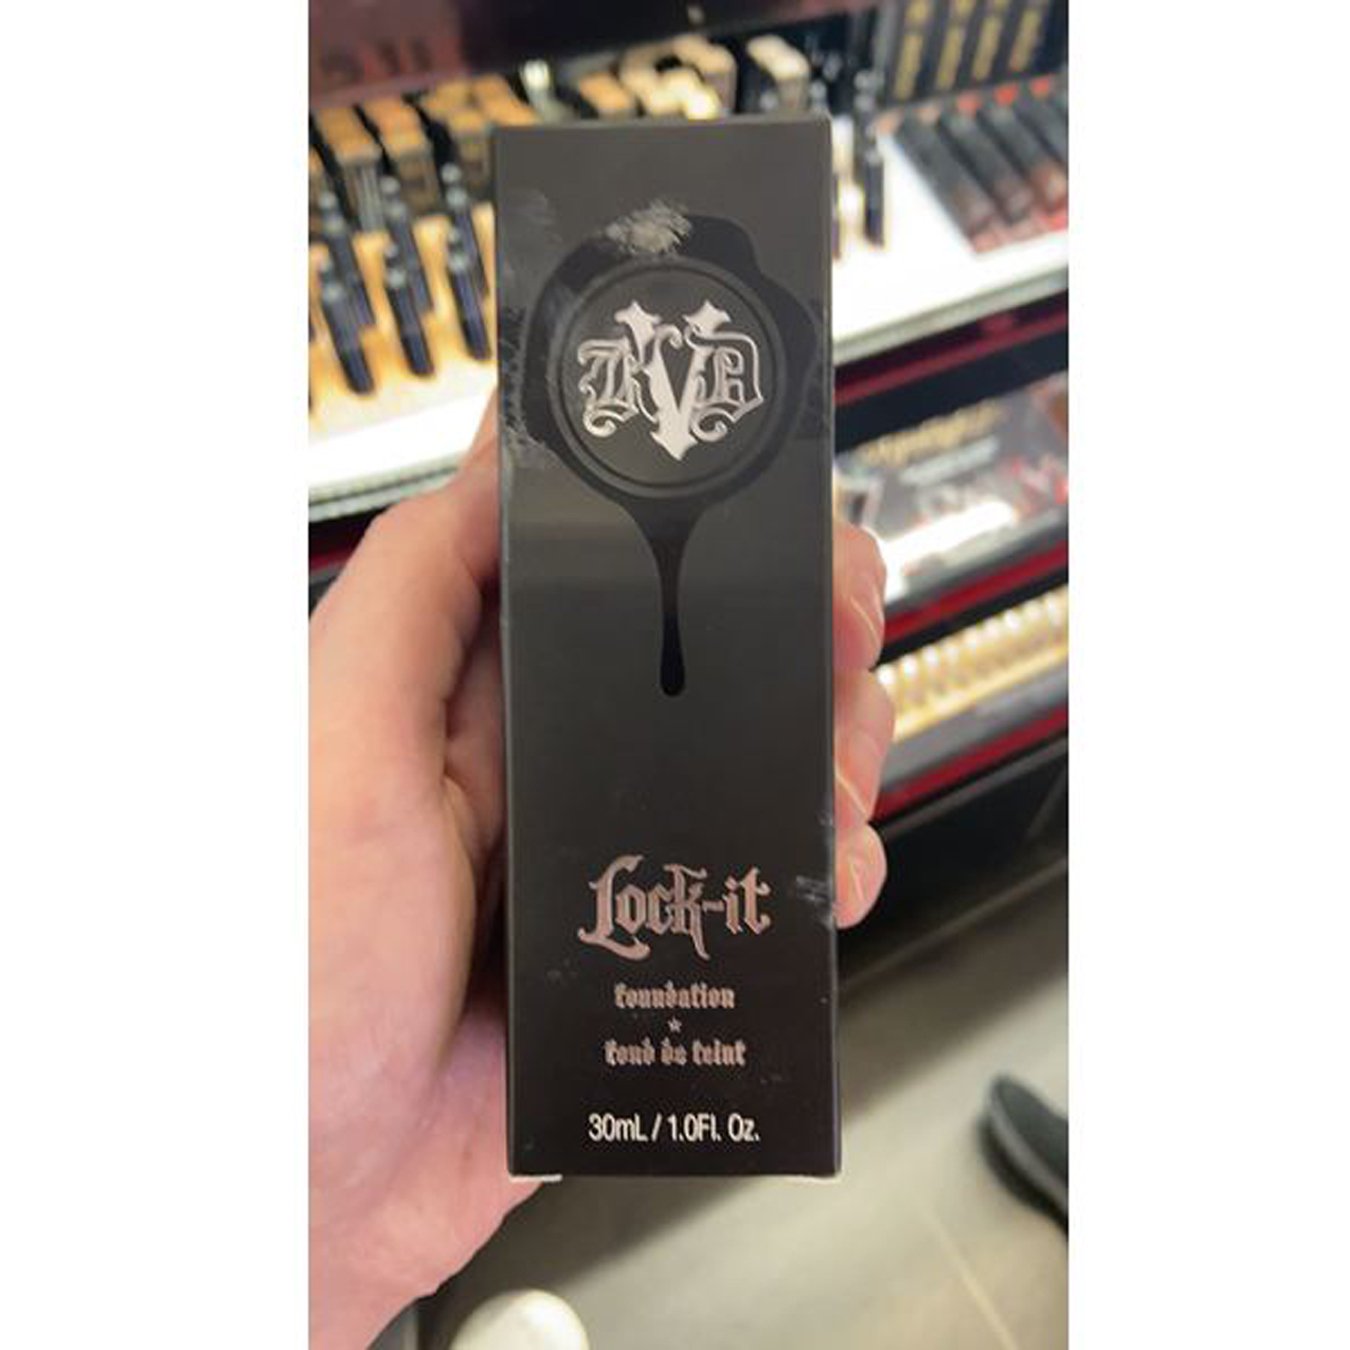 KVD
Lock-it
foundation
fond de teint
30mL / 1.0Fl. Oz.